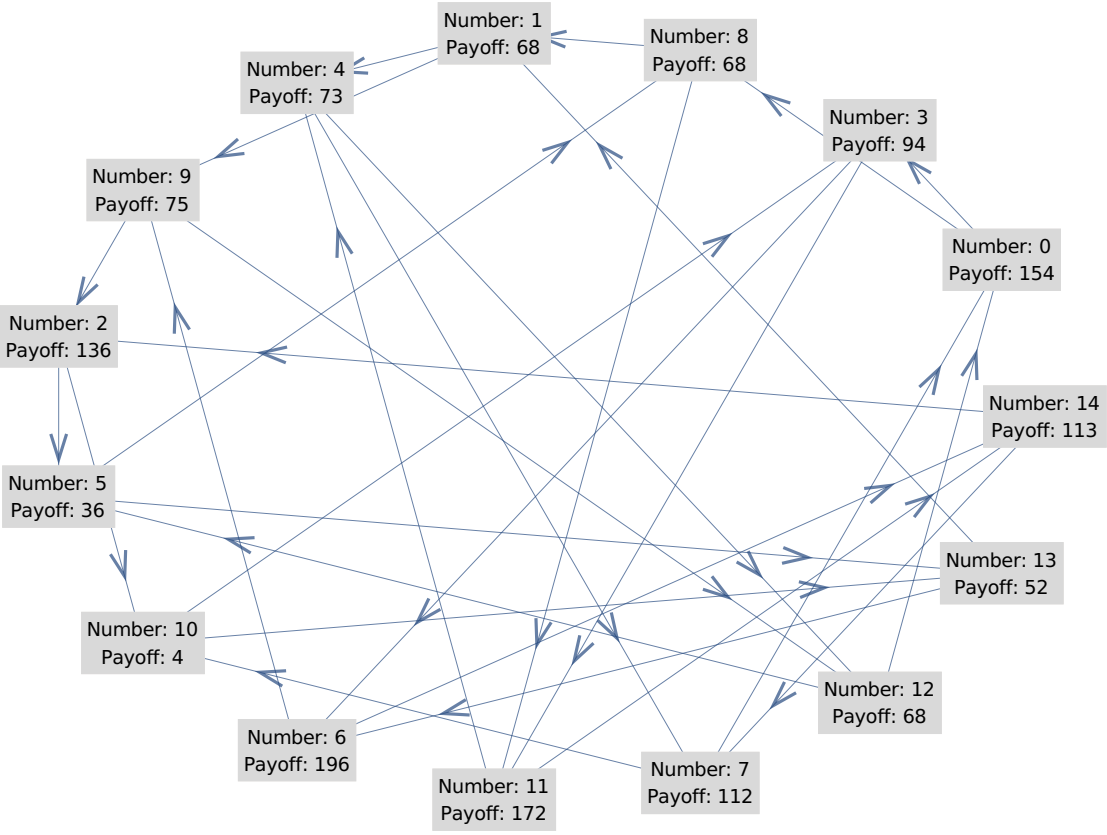 Number: 1
Payoff: 68
Number: 8
Payoff: 68
Number: 4
Payoff: 73
Number: 3
Payoff: 94
Number: 9
Payoff: 75
Number: 0
Payoff: 154
Number: 2
Payoff: 136
Number: 14
Payoff: 113
Number: 5
Payoff: 36
Number: 13
Payoff: 52
Number: 10
Payoff: 4
Number: 12
Payoff: 68
Number: 6
Payoff: 196
Number: 7
Payoff: 112
Number: 11
Payoff: 172